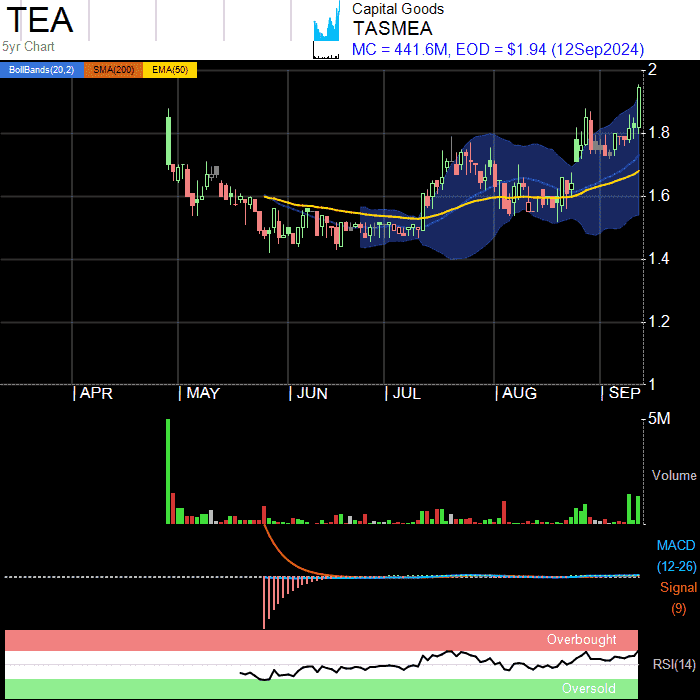 TEA
5yr Chart
Capital Goods
TASMEA
MC = 441.6M, EOD = $1.94 (12Sep2024)
BollBands(20,2) SMA(200) EMA(50)
2
1.8
1.6
1.4
1.2
1
APR MAY JUN JUL AUG SEP
5M
Volume
MACD
(12-26)
Signal
(9)
Overbought
RSI(14)
Oversold